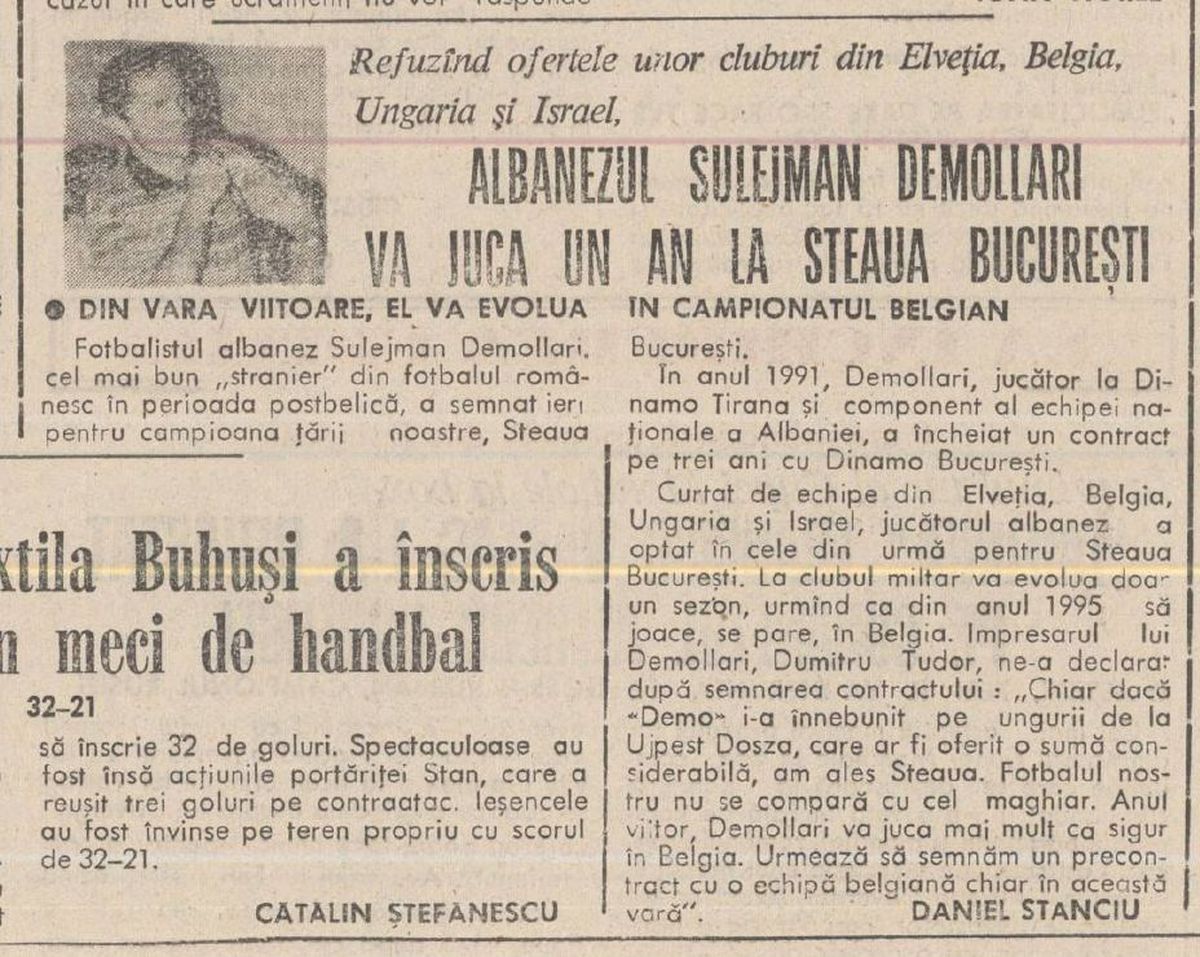 Refuzînd ofertele unor cluburi din Elveţia, Belgia,
Ungaria şi Israel,
ALBANEZUL SULEJMAN DEMOLLARI
VA JUCA UN AN LA STEAUA BUCUREŞTI
● DIN VARA VIITOARE, EL VA EVOLUA IN CAMPIONATUL BELGIAN
Fotbalistul albanez Sulejman Demollari,
cel mai bun „stranier” din fotbalul româ-
nesc în perioada postbelică, a semnat ieri
pentru campioana ţării noastre, Steaua
Bucureşti.
În anul 1991, Demollari, jucător la Di-
namo Tirana şi component al echipei na-
ţionale a Albaniei, a încheiat un contract
pe trei ani cu Dinamo Bucureşti.
Curtat de echipe din Elveţia, Belgia,
Ungaria şi Israel, jucătorul albanez a
optat în cele din urmă pentru Steaua
Bucureşti. La clubul miltar va evolua doar
un sezon, urmînd ca din anul 1995 să
joace, se pare, în Belgia. Impresarul lui
Demollari, Dumitru Tudor, ne-a declarat
după semnarea contractului : „Chiar dacă
«Demo» i-a înnebunit pe ungurii de la
Ujpest Dosza, care ar fi oferit o sumă con-
siderabilă, am ales Steaua. Fotbalul nos-
tru nu se compară cu cel maghiar. Anul
viitor, Demollari va juca mai mult ca sigur
în Belgia. Urmează să semnăm un precon-
tract cu o echipă belgiană chiar în această
vară”.
DANIEL STANCIU
xtila Buhuşi a înscris
n meci de handbal
32–21
să înscrie 32 de goluri. Spectaculoase au
fost însă acţiunile portăriţei Stan, care a
reuşit trei goluri pe contraatac. Ieşencele
au fost învinse pe teren propriu cu scorul
de 32–21.
CATALIN ŞTEFANESCU